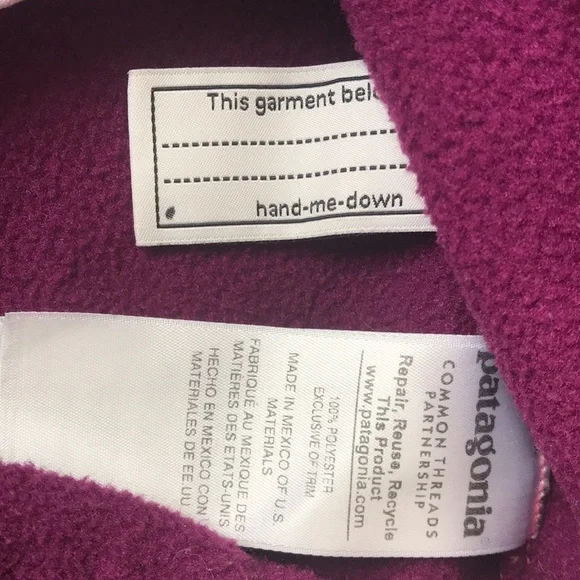 This garment bel
hand-me-down
patagonia
COMMON THREADS
PARTNERSHIP
Repair, Reuse, Recycle
This Product
www.patagonia.com
100% POLYESTER
EXCLUSIVE OF TRIM
MADE IN MEXICO OF U.S.
MATERIALS
FABRIQUÉ AU MEXIQUE DES
MATIÈRES DES ETATS-UNIS
HECHO EN MEXICO CON
MATERIALES DE EE.UU